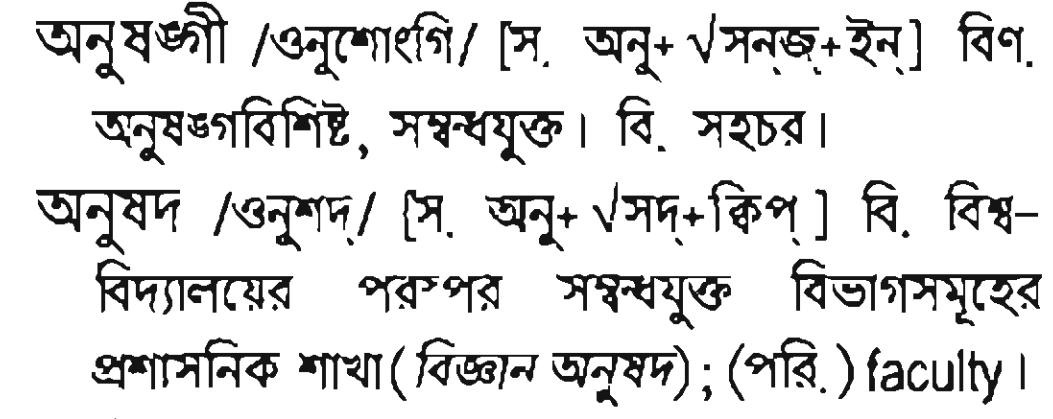 অনুষঙ্গী /ওনুশোংগি/ [স. অনু+ √সন্‌জ্‌+ইন্‌] বিণ.
অনুষঙ্গবিশিষ্ট, সম্বন্ধযুক্ত। বি. সহচর।
অনুষদ /ওনুশদ্‌/ [স. অনু+ √সদ্‌+ক্বিপ্‌] বি. বিশ্ব–
বিদ্যালয়ের পরস্পর সম্বন্ধযুক্ত বিভাগসমূহের
প্রশাসনিক শাখা(বিজ্ঞান অনুষদ); (পরি.) faculty।